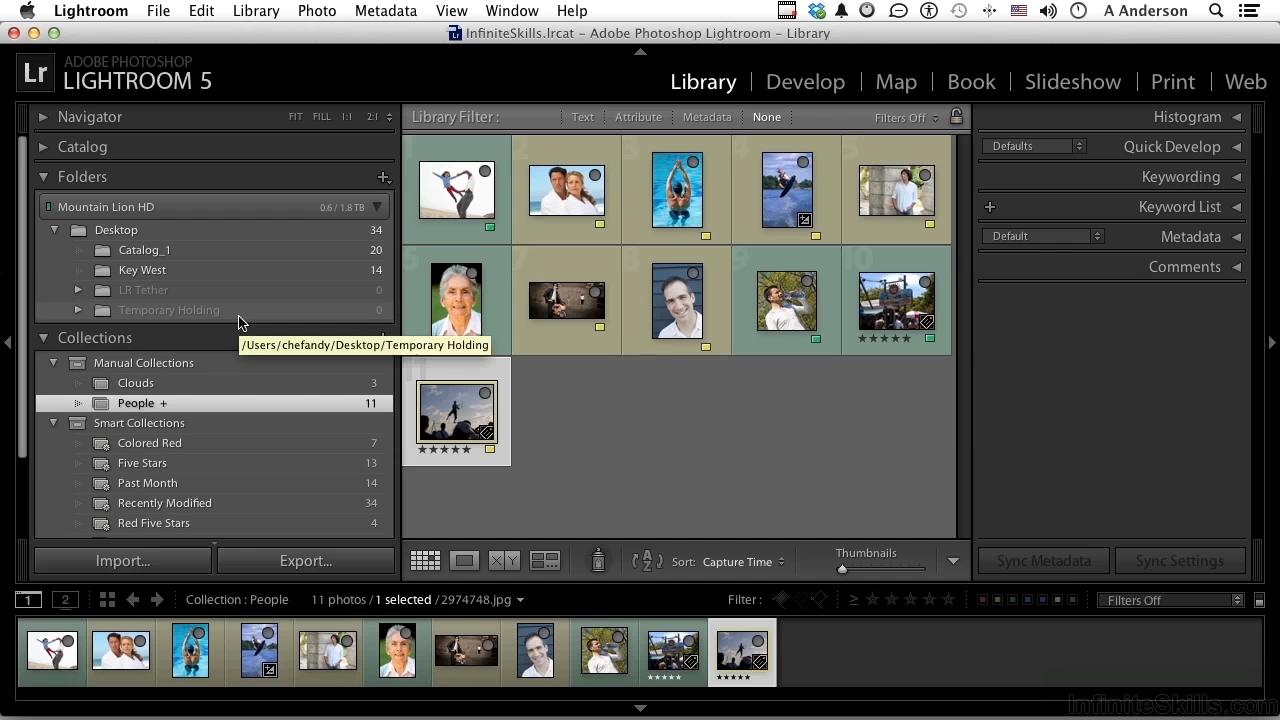 Lightroom File Edit Library Photo Metadata View Window Help A Anderson
InfiniteSkills.lrcat – Adobe Photoshop Lightroom – Library
Lr ADOBE PHOTOSHOP
LIGHTROOM 5
Library Develop Map Book Slideshow Print Web
Navigator FIT FILL 1:1 2:1
Catalog
Folders
Mountain Lion HD 0.6 / 1.8 TB
Desktop 34
Catalog_1 20
Key West 14
LR Tether 0
Temporary Holding 0
/Users/chefandy/Desktop/Temporary Holding
Collections
Manual Collections
Clouds 3
People + 11
Smart Collections
Colored Red 7
Five Stars 13
Past Month 14
Recently Modified 34
Red Five Stars 4
Import... Export...
Library Filter : Text Attribute Metadata None Filters Off
Histogram
Defaults Quick Develop
Keywording
Keyword List
Default Metadata
Comments
Sort: Capture Time Thumbnails
Sync Metadata Sync Settings
1 2 Collection : People 11 photos / 1 selected / 2974748.jpg Filter : ≥ Filters Off
InfiniteSkills.com